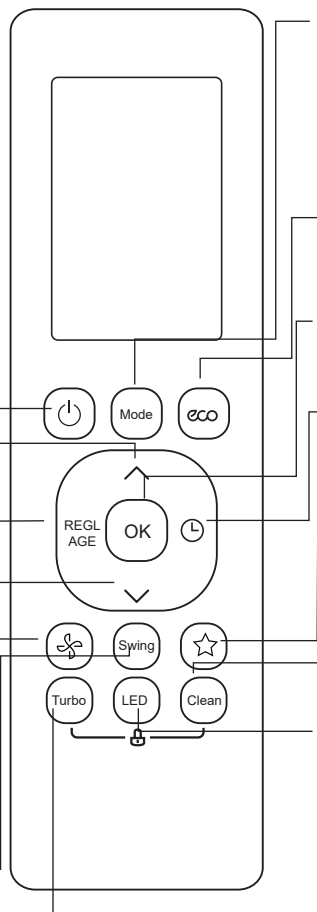 Mode
eco
REGL
AGE
OK
Swing
Turbo
LED
Clean